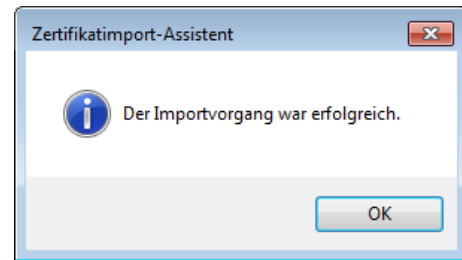 Zertifikatimport-Assistent
Der Importvorgang war erfolgreich.
OK